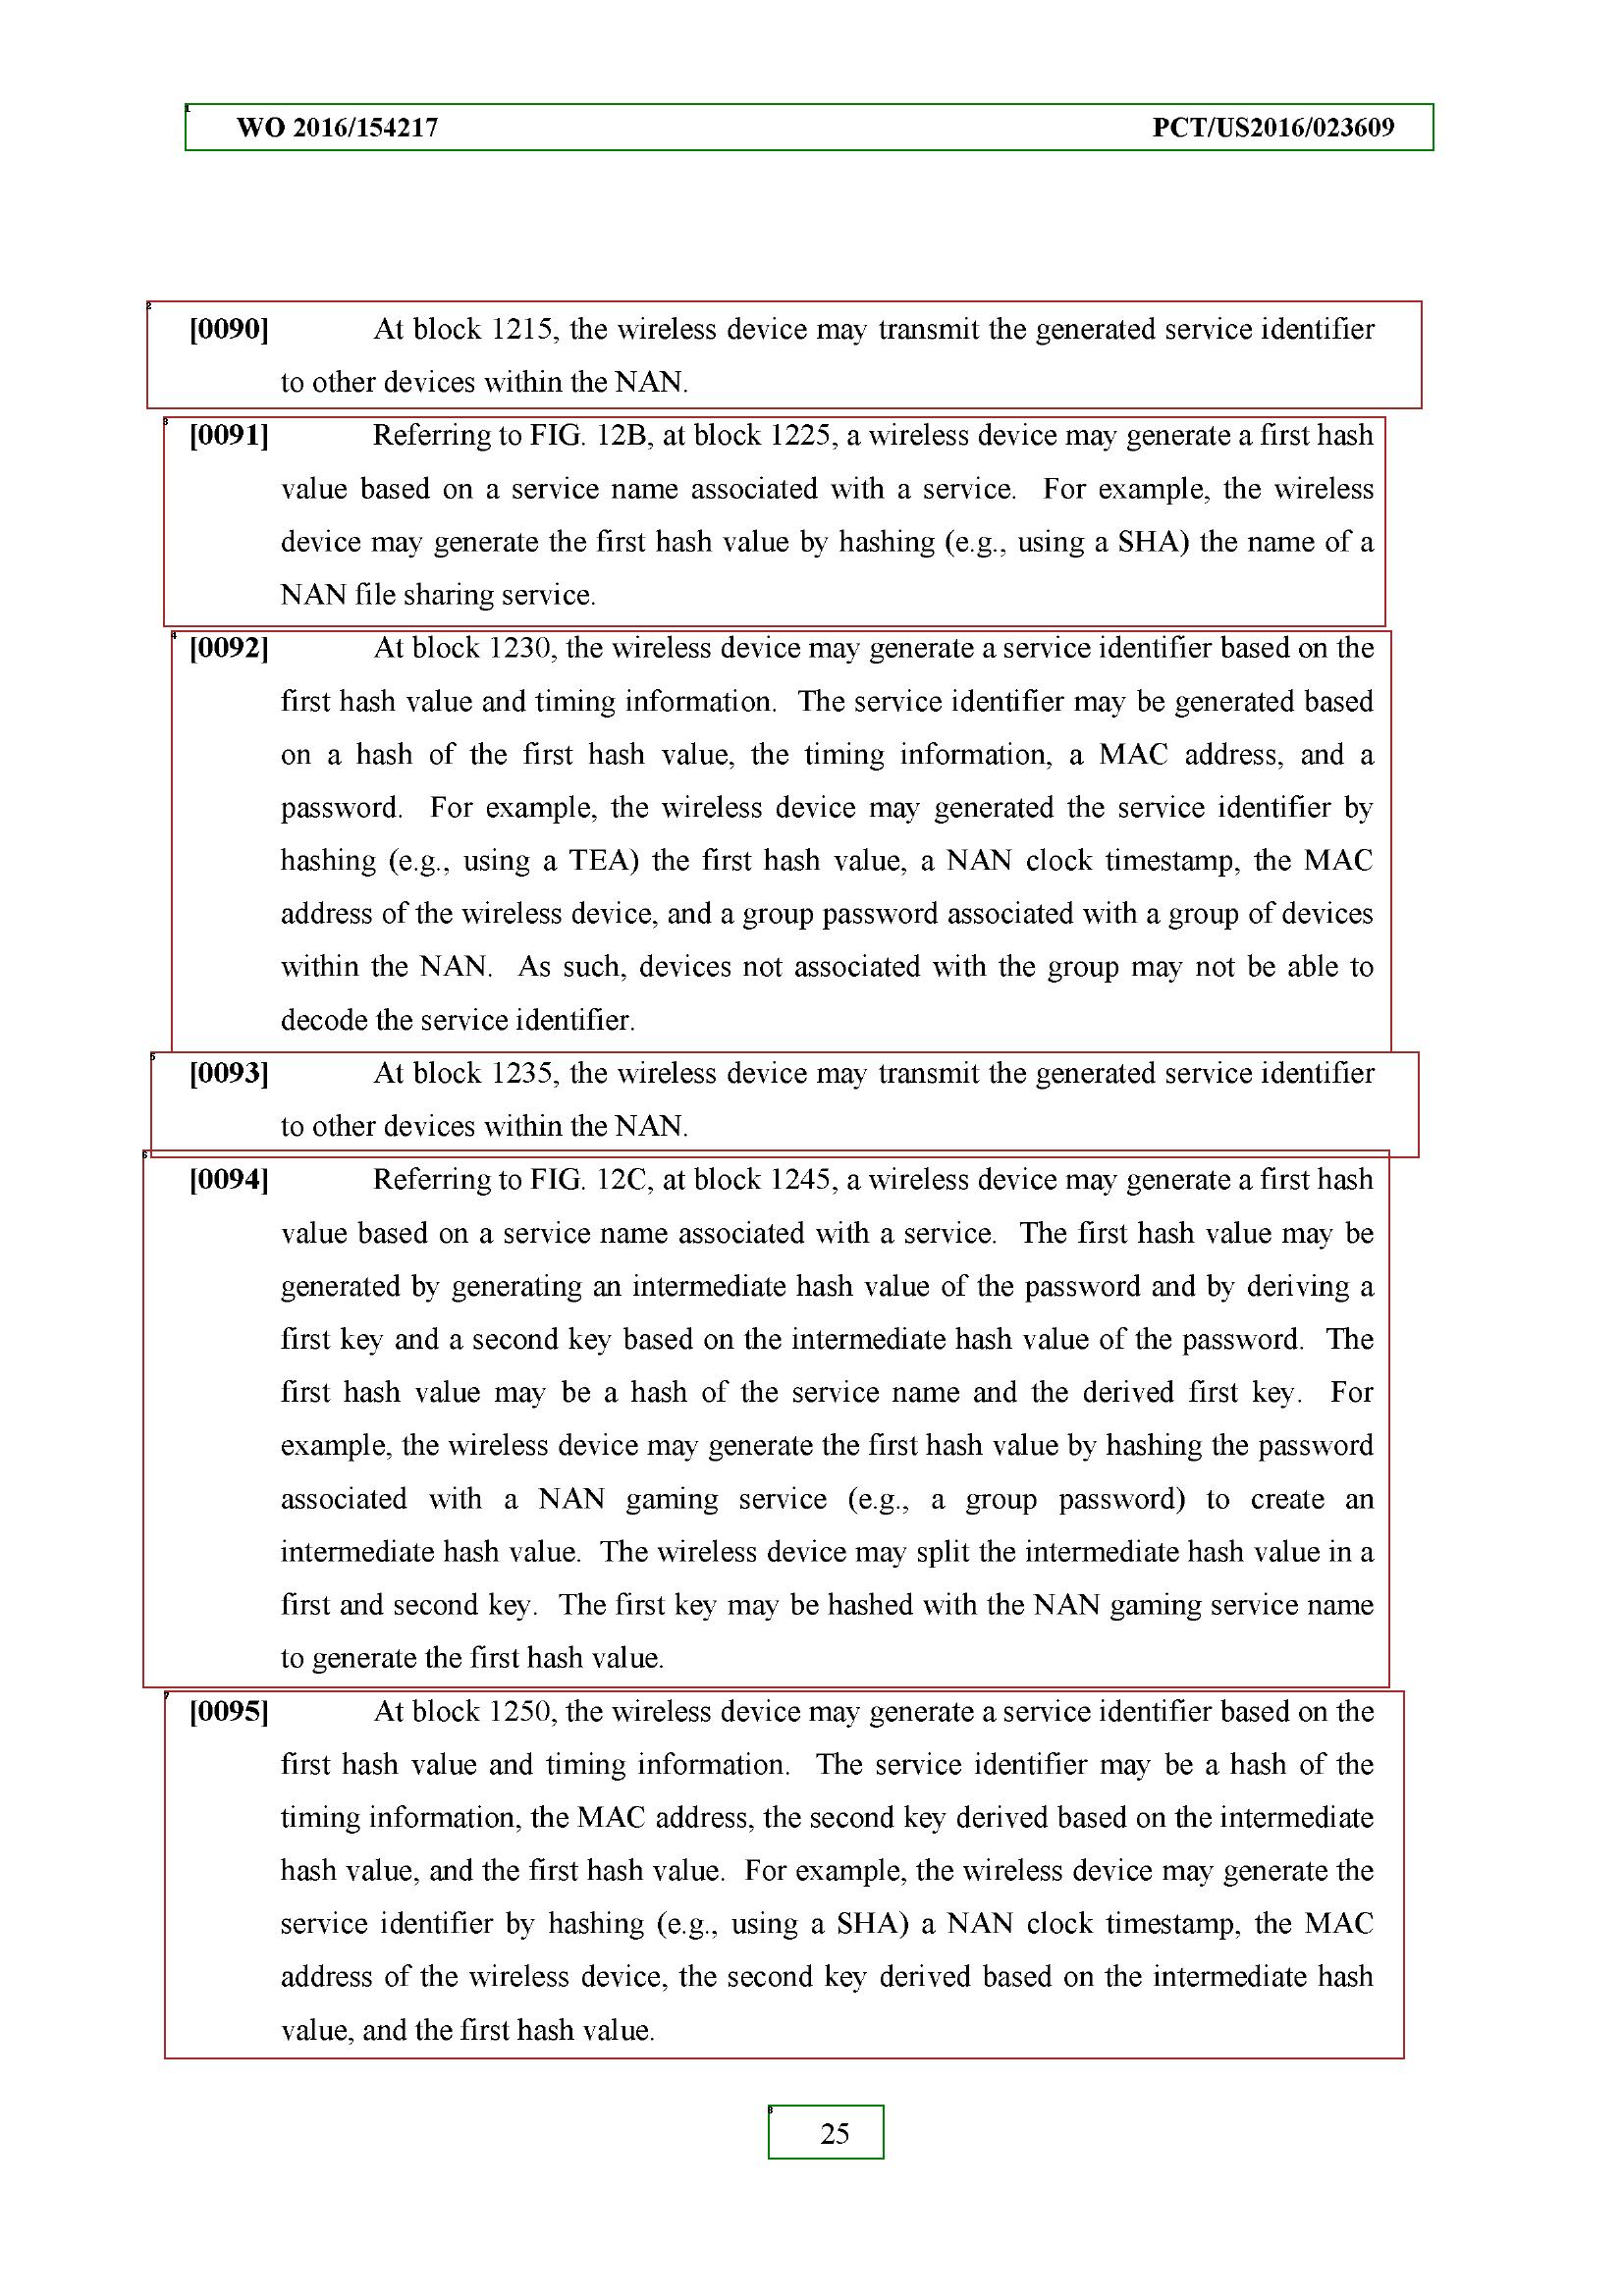 WO 2016/154217 PCT/US2016/023609
[0090] At block 1215, the wireless device may transmit the generated service identifier
to other devices within the NAN.
[0091] Referring to FIG. 12B, at block 1225, a wireless device may generate a first hash
value based on a service name associated with a service. For example, the wireless
device may generate the first hash value by hashing (e.g., using a SHA) the name of a
NAN file sharing service.
[0092] At block 1230, the wireless device may generate a service identifier based on the
first hash value and timing information. The service identifier may be generated based
on a hash of the first hash value, the timing information, a MAC address, and a
password. For example, the wireless device may generated the service identifier by
hashing (e.g., using a TEA) the first hash value, a NAN clock timestamp, the MAC
address of the wireless device, and a group password associated with a group of devices
within the NAN. As such, devices not associated with the group may not be able to
decode the service identifier.
[0093] At block 1235, the wireless device may transmit the generated service identifier
to other devices within the NAN.
[0094] Referring to FIG. 12C, at block 1245, a wireless device may generate a first hash
value based on a service name associated with a service. The first hash value may be
generated by generating an intermediate hash value of the password and by deriving a
first key and a second key based on the intermediate hash value of the password. The
first hash value may be a hash of the service name and the derived first key. For
example, the wireless device may generate the first hash value by hashing the password
associated with a NAN gaming service (e.g., a group password) to create an
intermediate hash value. The wireless device may split the intermediate hash value in a
first and second key. The first key may be hashed with the NAN gaming service name
to generate the first hash value.
[0095] At block 1250, the wireless device may generate a service identifier based on the
first hash value and timing information. The service identifier may be a hash of the
timing information, the MAC address, the second key derived based on the intermediate
hash value, and the first hash value. For example, the wireless device may generate the
service identifier by hashing (e.g., using a SHA) a NAN clock timestamp, the MAC
address of the wireless device, the second key derived based on the intermediate hash
value, and the first hash value.
25